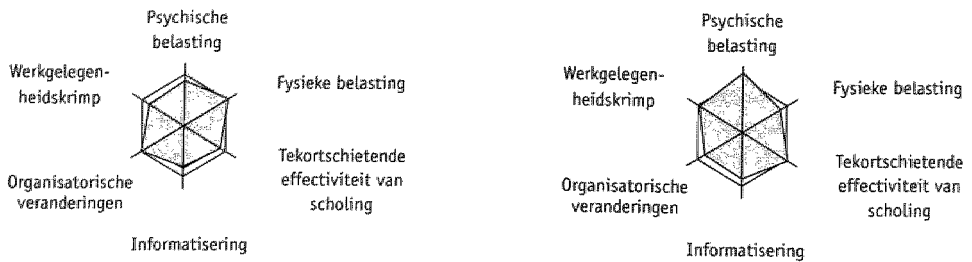 Psychische
belasting
Werkgelegen-
heidskrimp
Fysieke belasting
Tekortschietende
effectiviteit van
scholing
Organisatorische
veranderingen
Informatisering
Psychische
belasting
Werkgelegen-
heidskrimp
Fysieke belasting
Tekortschietende
effectiviteit van
scholing
Organisatorische
veranderingen
Informatisering